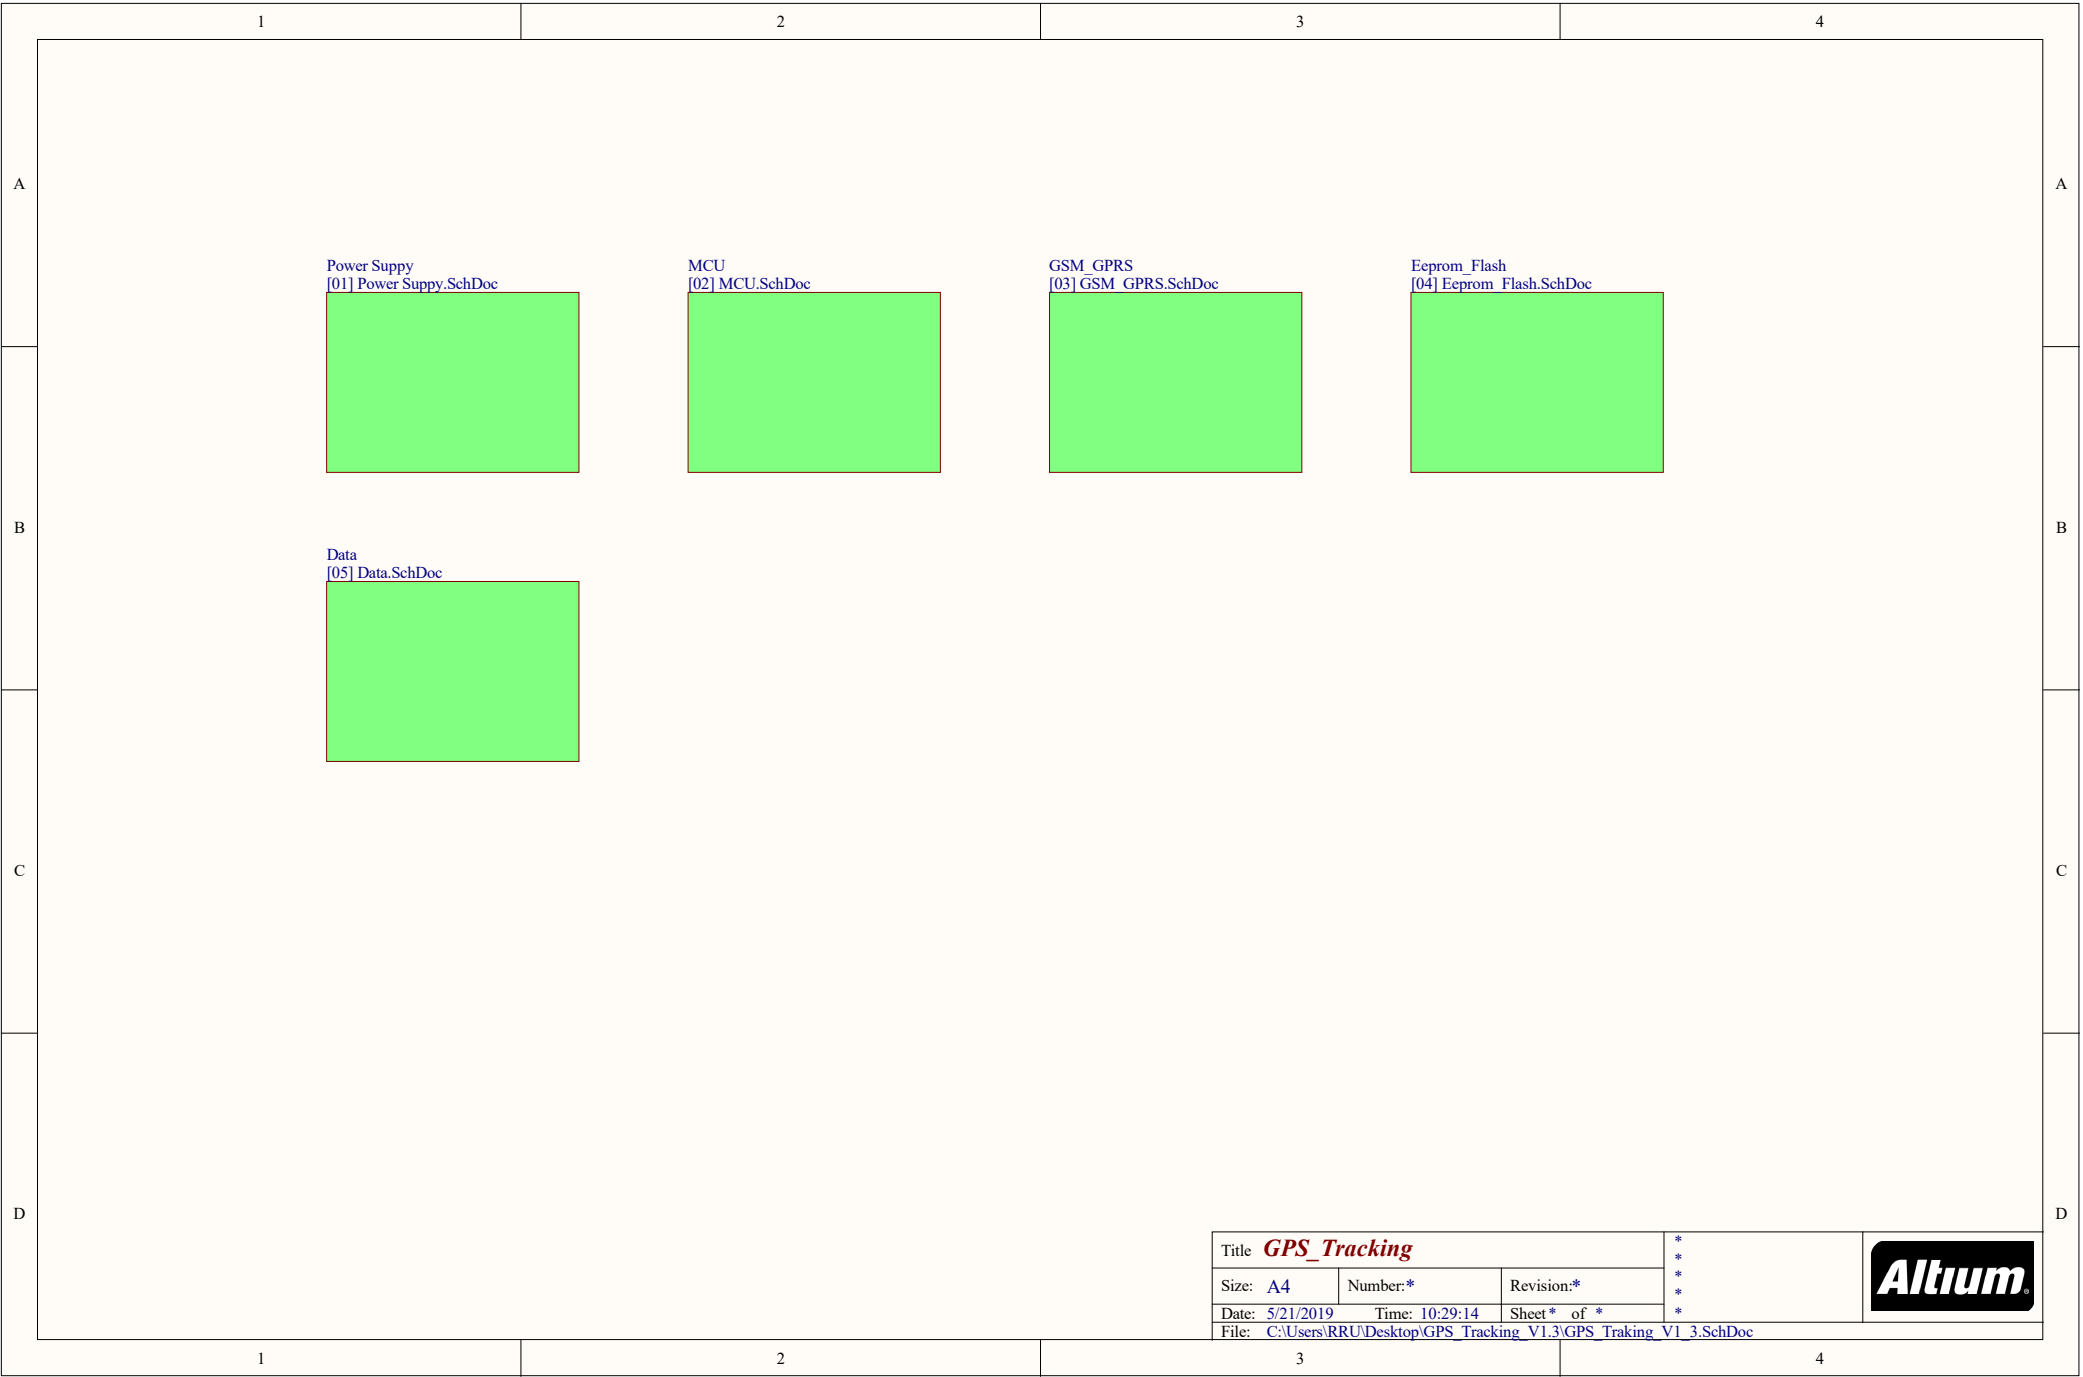 1 2 3 4
A A
Power Suppy MCU GSM_GPRS Eeprom_Flash
[01] Power Suppy.SchDoc [02] MCU.SchDoc [03] GSM_GPRS.SchDoc [04] Eeprom_Flash.SchDoc
B B
Data
[05] Data.SchDoc
C C
D D
Title GPS_Tracking *
*
Size: A4 Number:* Revision:* *
*
Altium.
Date: 5/21/2019 Time: 10:29:14 Sheet * of * *
File: C:\Users\RRU\Desktop\GPS_Tracking_V1.3\GPS_Traking_V1_3.SchDoc
1 2 3 4